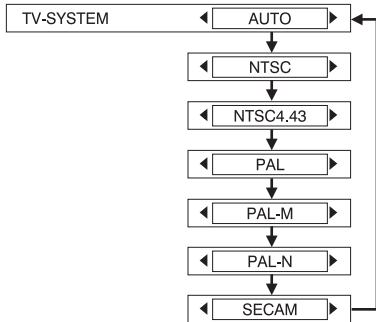 TV-SYSTEM AUTO
NTSC
NTSC4.43
PAL
PAL-M
PAL-N
SECAM